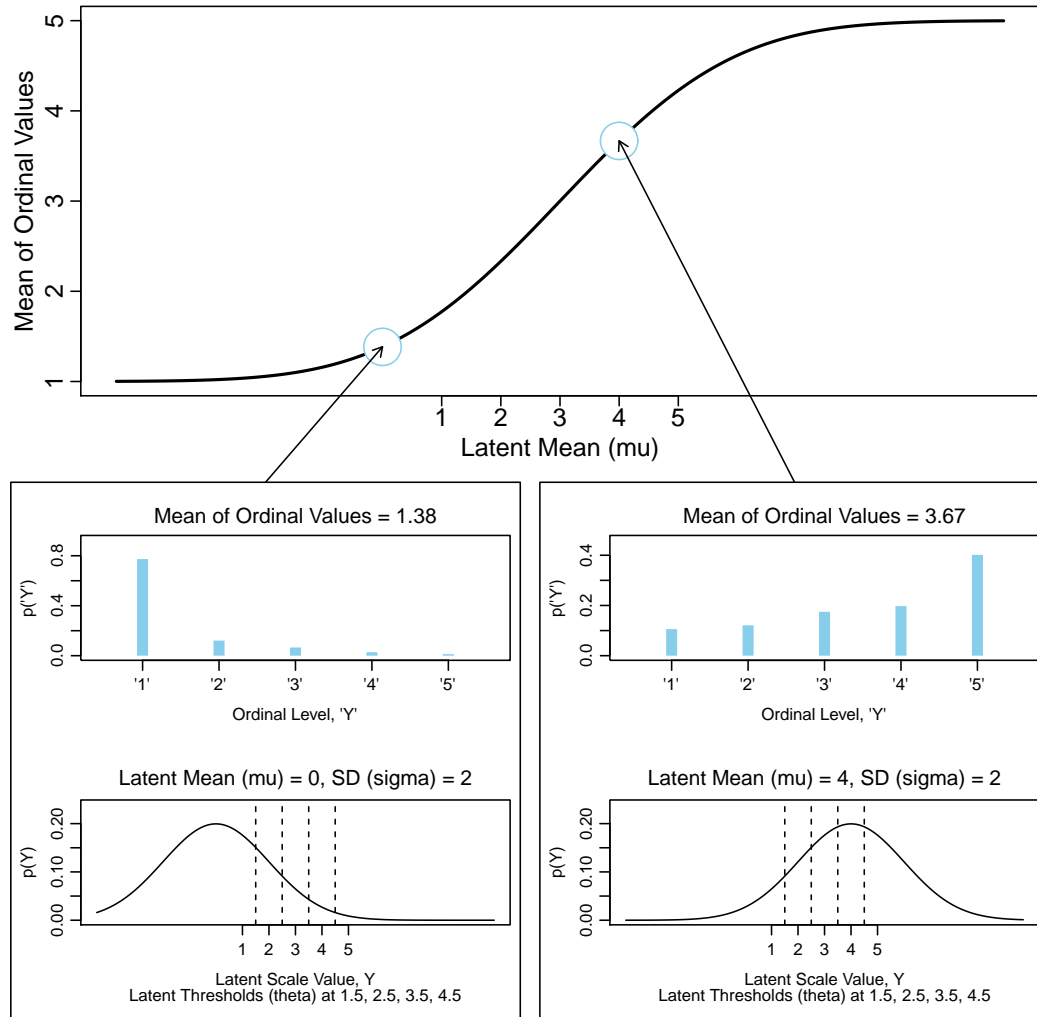 Mean of Ordinal Values
5
4
3
2
1
1 2 3 4 5
Latent Mean (mu)
Mean of Ordinal Values = 1.38
p('Y')
0.8
0.4
0.0
'1' '2' '3' '4' '5'
Ordinal Level, 'Y'
Latent Mean (mu) = 0, SD (sigma) = 2
p(Y)
0.20
0.10
0.00
1 2 3 4 5
Latent Scale Value, Y
Latent Thresholds (theta) at 1.5, 2.5, 3.5, 4.5
Mean of Ordinal Values = 3.67
p('Y')
0.4
0.2
0.0
'1' '2' '3' '4' '5'
Ordinal Level, 'Y'
Latent Mean (mu) = 4, SD (sigma) = 2
p(Y)
0.20
0.10
0.00
1 2 3 4 5
Latent Scale Value, Y
Latent Thresholds (theta) at 1.5, 2.5, 3.5, 4.5